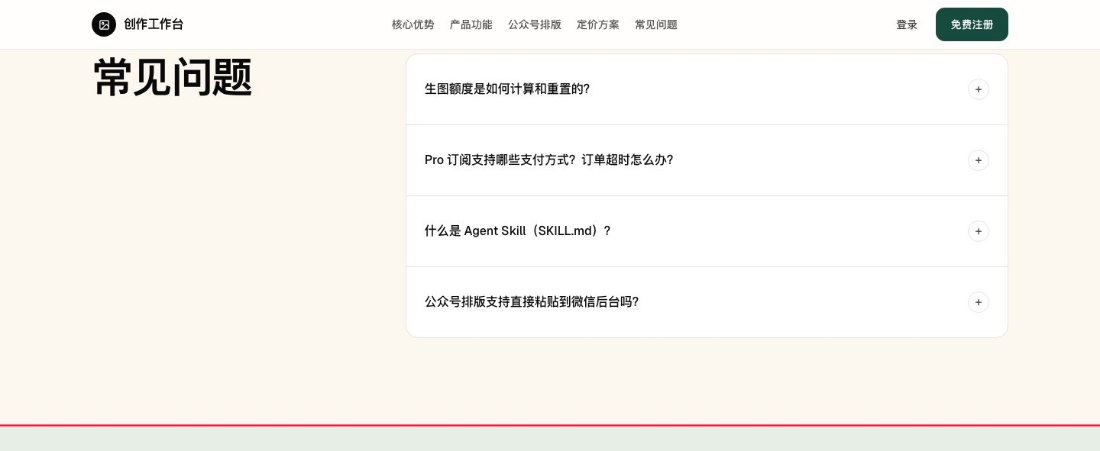 创作工作台
核心优势
产品功能
公众号排版
定价方案
常见问题
登录
免费注册
常见问题
生图额度是如何计算和重置的?
Pro 订阅支持哪些支付方式？订单超时怎么办?
什么是 Agent Skill（SKILL.md）?
公众号排版支持直接粘贴到微信后台吗?